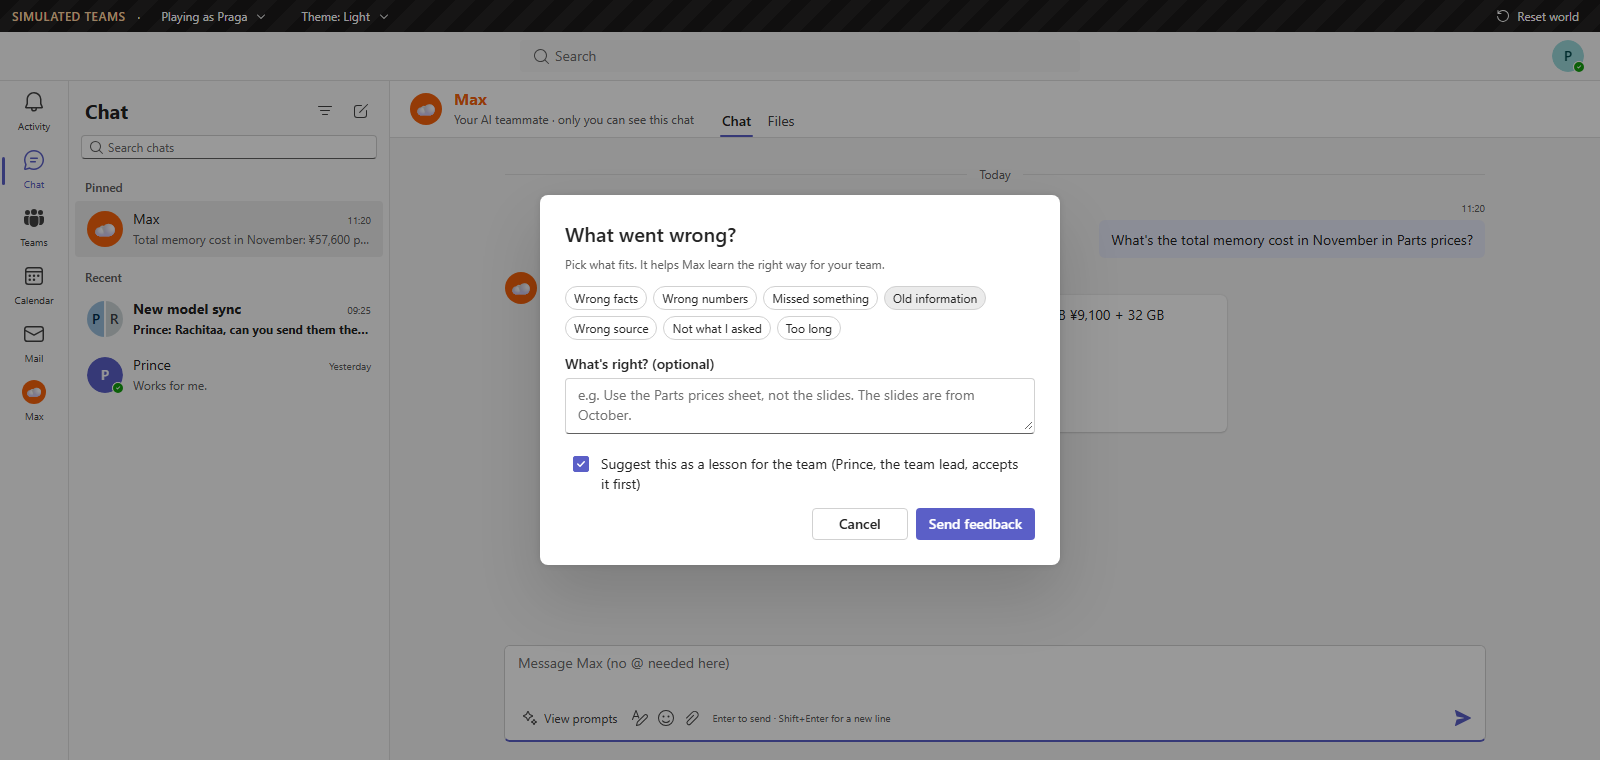 SIMULATED TEAMS · Playing as Praga Theme: Light Reset world
Search
P
Activity
Chat
Teams
Calendar
Mail
Max
Chat
Search chats
Pinned
Max 11:20
Total memory cost in November: ¥57,600 p...
Recent
P R New model sync 09:25
Prince: Rachitaa, can you send them the...
P Prince Yesterday
Works for me.
Max
Your AI teammate · only you can see this chat
Chat Files
Today
11:20
What's the total memory cost in November in Parts prices?
B ¥9,100 + 32 GB
What went wrong?
Pick what fits. It helps Max learn the right way for your team.
Wrong facts Wrong numbers Missed something Old information
Wrong source Not what I asked Too long
What's right? (optional)
e.g. Use the Parts prices sheet, not the slides. The slides are from
October.
Suggest this as a lesson for the team (Prince, the team lead, accepts
it first)
Cancel Send feedback
Message Max (no @ needed here)
View prompts Enter to send · Shift+Enter for a new line